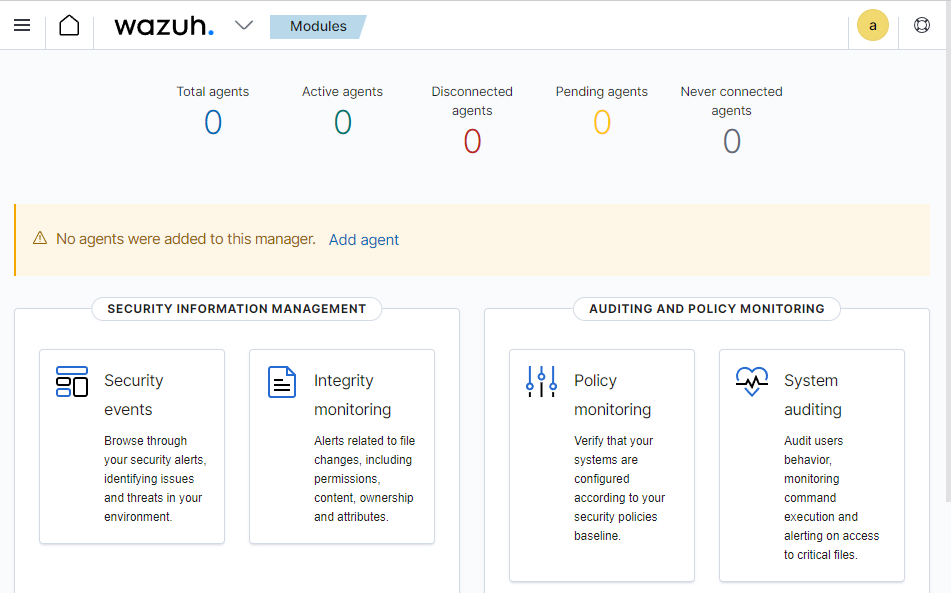 wazuh.
Modules
a
Total agents
0
Active agents
0
Disconnected
agents
0
Pending agents
0
Never connected
agents
0
No agents were added to this manager. Add agent
SECURITY INFORMATION MANAGEMENT
Security
events
Browse through
your security alerts,
identifying issues
and threats in your
environment.
Integrity
monitoring
Alerts related to file
changes, including
permissions,
content, ownership
and attributes.
AUDITING AND POLICY MONITORING
Policy
monitoring
Verify that your
systems are
configured
according to your
security policies
baseline.
System
auditing
Audit users
behavior,
monitoring
command
execution and
alerting on access
to critical files.